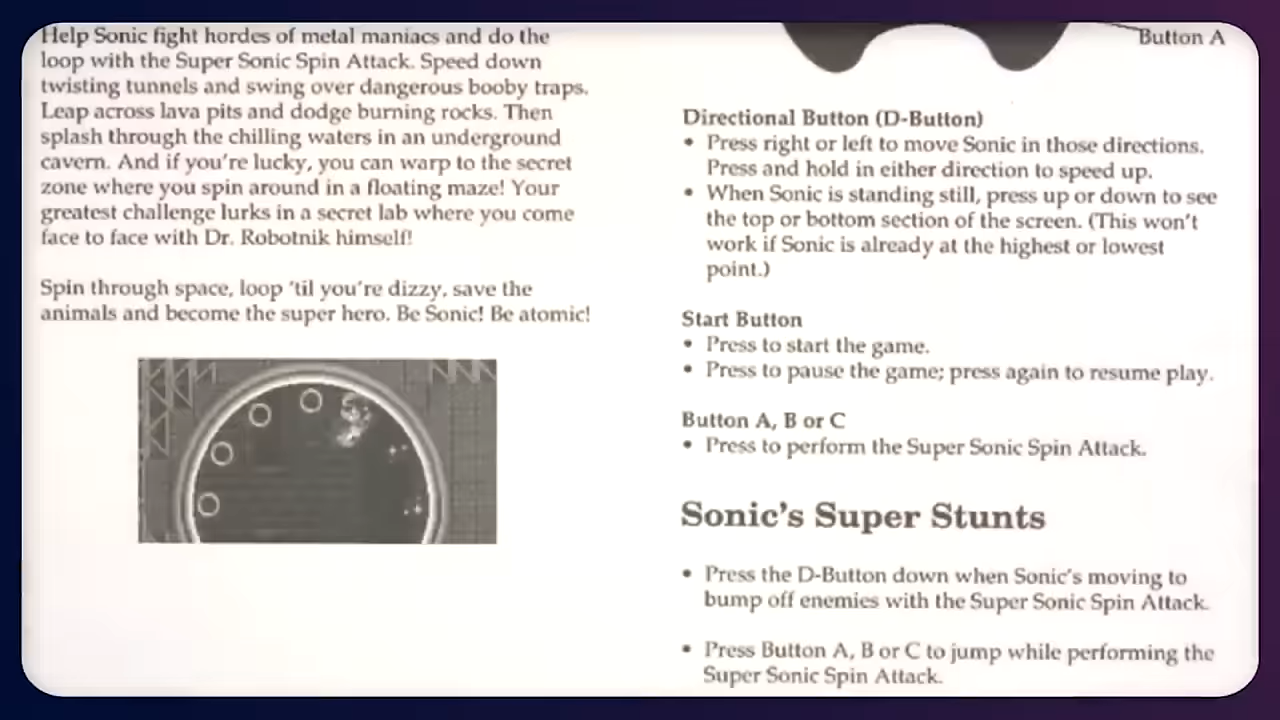 Help Sonic fight hordes of metal maniacs and do the
loop with the Super Sonic Spin Attack. Speed down
twisting tunnels and swing over dangerous booby traps.
Leap across lava pits and dodge burning rocks. Then
splash through the chilling waters in an underground
cavern. And if you're lucky, you can warp to the secret
zone where you spin around in a floating maze! Your
greatest challenge lurks in a secret lab where you come
face to face with Dr. Robotnik himself!
Spin through space, loop 'til you're dizzy, save the
animals and become the super hero. Be Sonic! Be atomic!
Button A
Directional Button (D-Button)
• Press right or left to move Sonic in those directions.
Press and hold in either direction to speed up.
• When Sonic is standing still, press up or down to see
the top or bottom section of the screen. (This won't
work if Sonic is already at the highest or lowest
point.)
Start Button
• Press to start the game.
• Press to pause the game; press again to resume play.
Button A, B or C
• Press to perform the Super Sonic Spin Attack.
Sonic's Super Stunts
• Press the D-Button down when Sonic's moving to
bump off enemies with the Super Sonic Spin Attack.
• Press Button A, B or C to jump while performing the
Super Sonic Spin Attack.